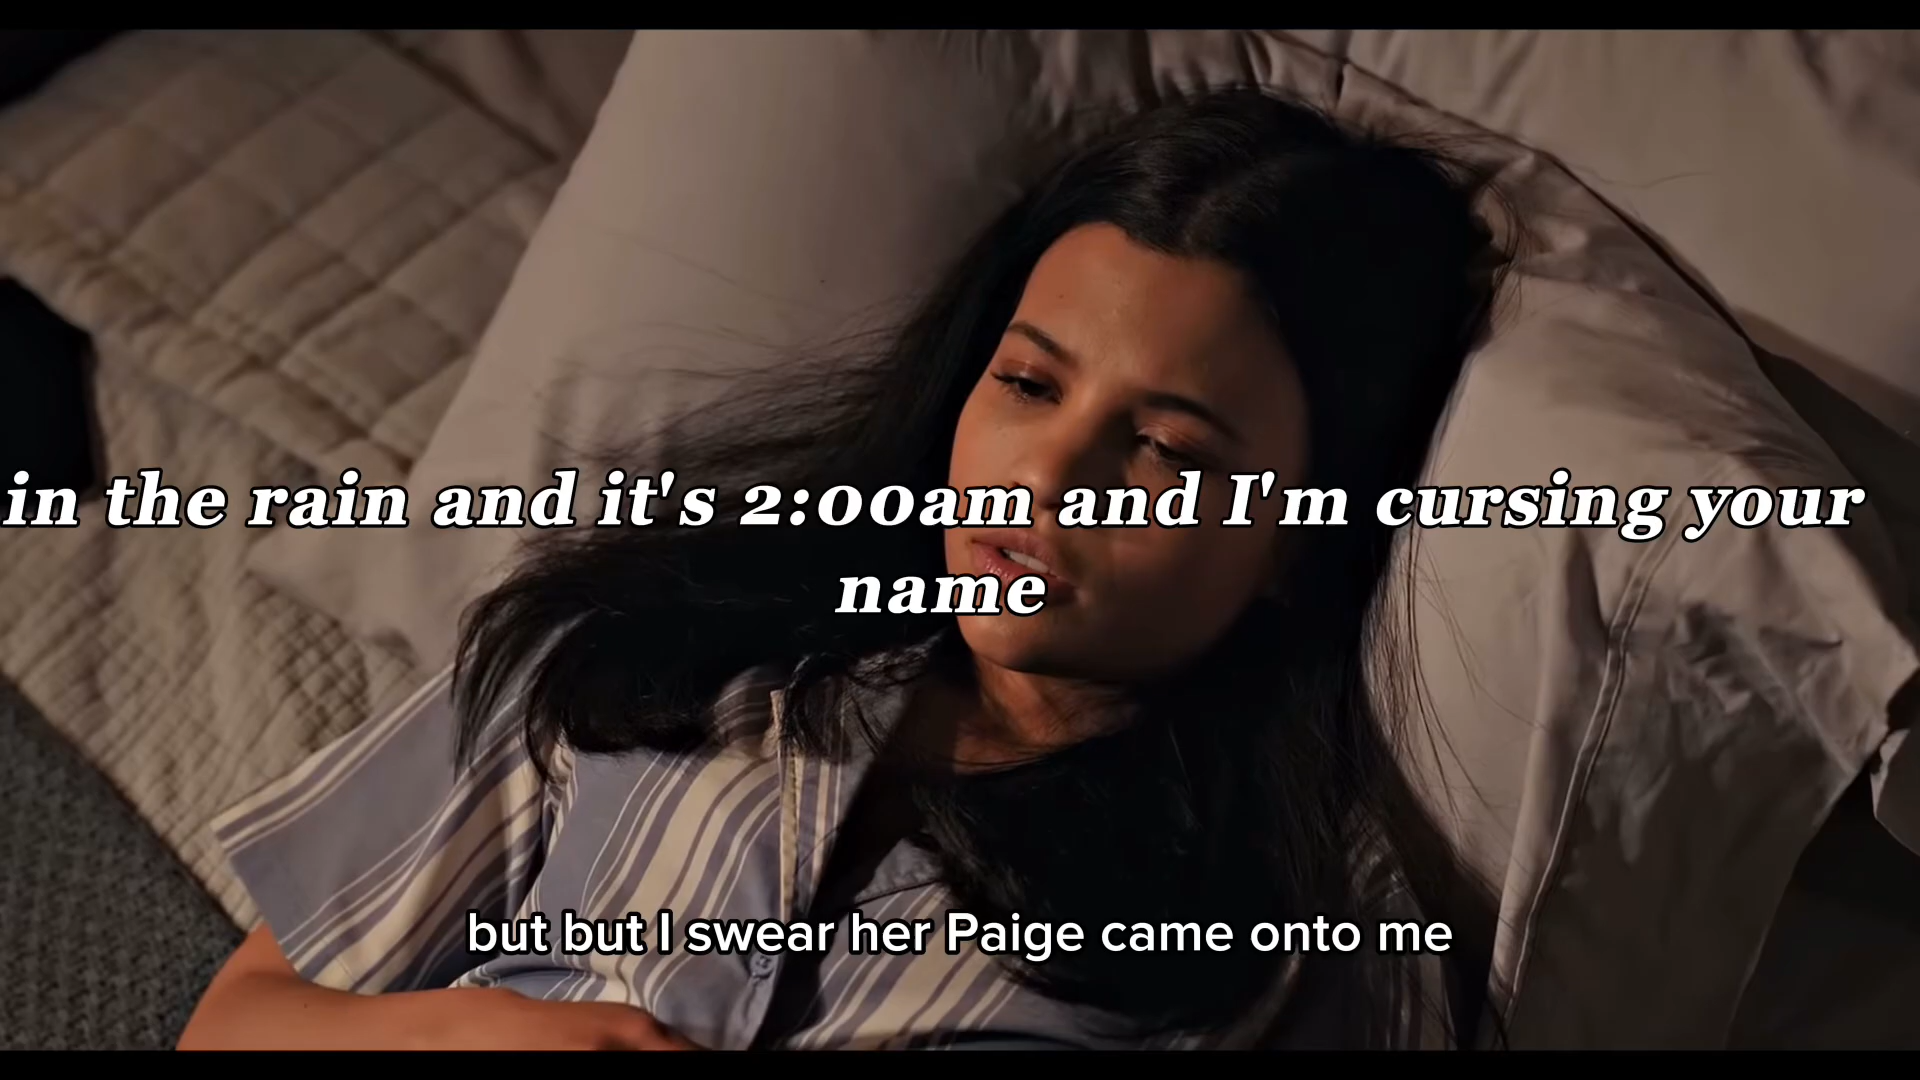 in the rain and it's 2:00am and I'm cursing your
name
but but I swear her Paige came onto me